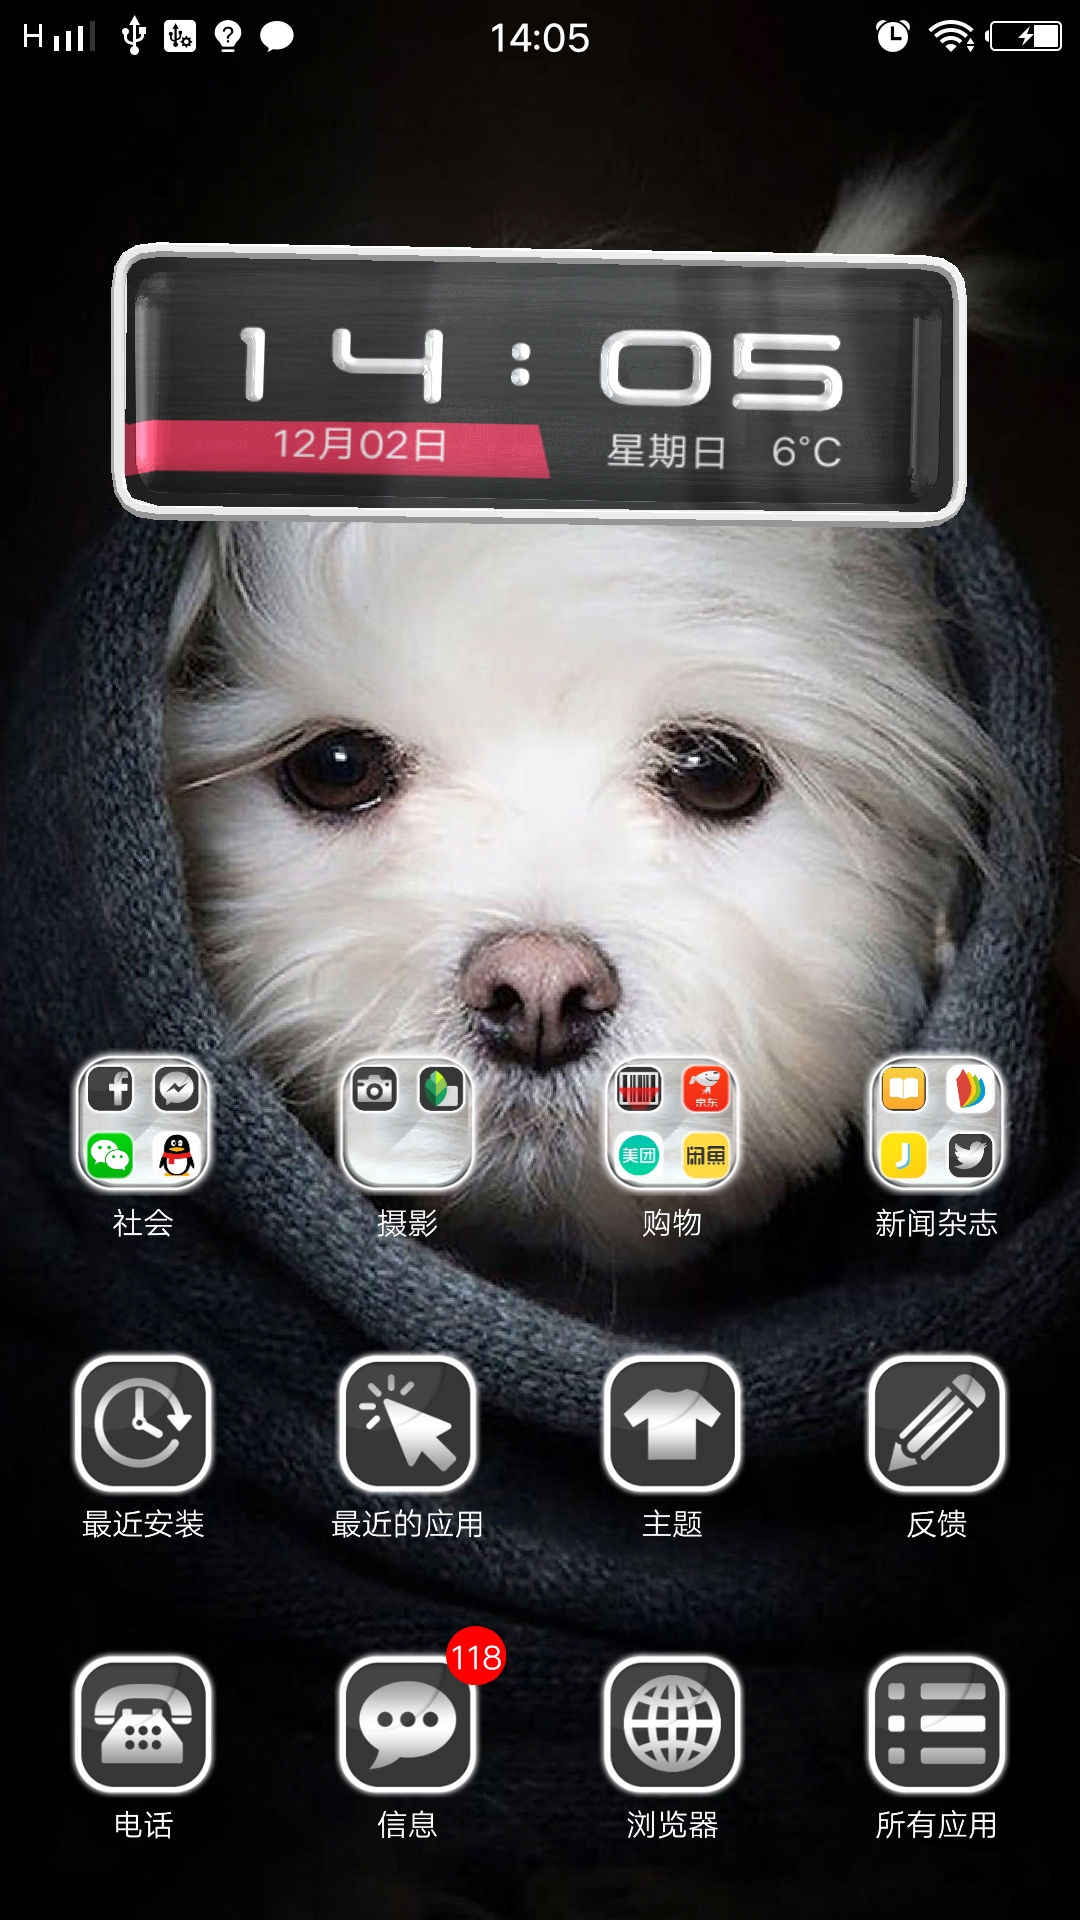 H 14:05
14:05
12月02日 星期日 6°C
京东
美团 闲鱼
社会 摄影 购物 新闻杂志
最近安装 最近的应用 主题 反馈
118
电话 信息 浏览器 所有应用